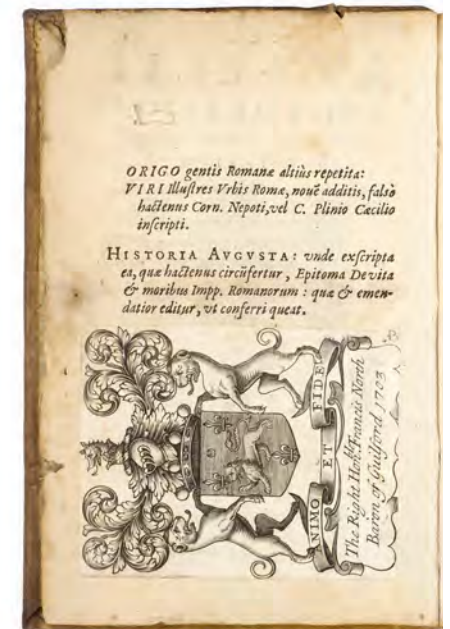 ORIGO gentis Romanæ altiùs repetita:
VIRI Illuſtres Vrbis Romæ, nouè additis, falsò
hactenus Corn. Nepoti, vel C. Plinio Cæcilio
inſcripti.
HISTORIA AVGVSTA: vnde exſcripta
ea, quæ hactenus circūfertur, Epitoma De vita
& moribus Impp. Romanorum: quæ & emen-
datior editur, vt conferri queat.
ANIMO ET FIDE
The Right Honble. Francis North
Baron of Guilford 1703